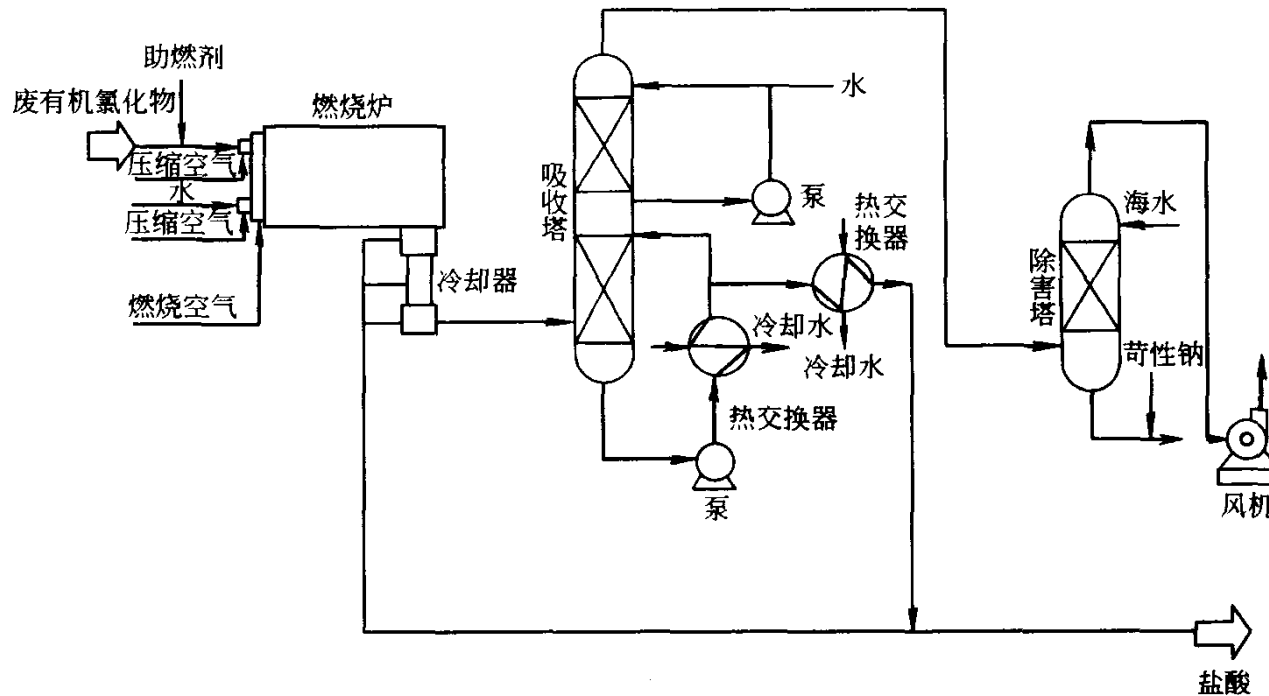 助燃剂
废有机氯化物
燃烧炉
压缩空气
水
压缩空气
燃烧空气
冷却器
吸收塔
水
泵
热交
换器
冷却水
冷却水
热交换器
泵
海水
除害塔
苛性钠
风机
盐酸